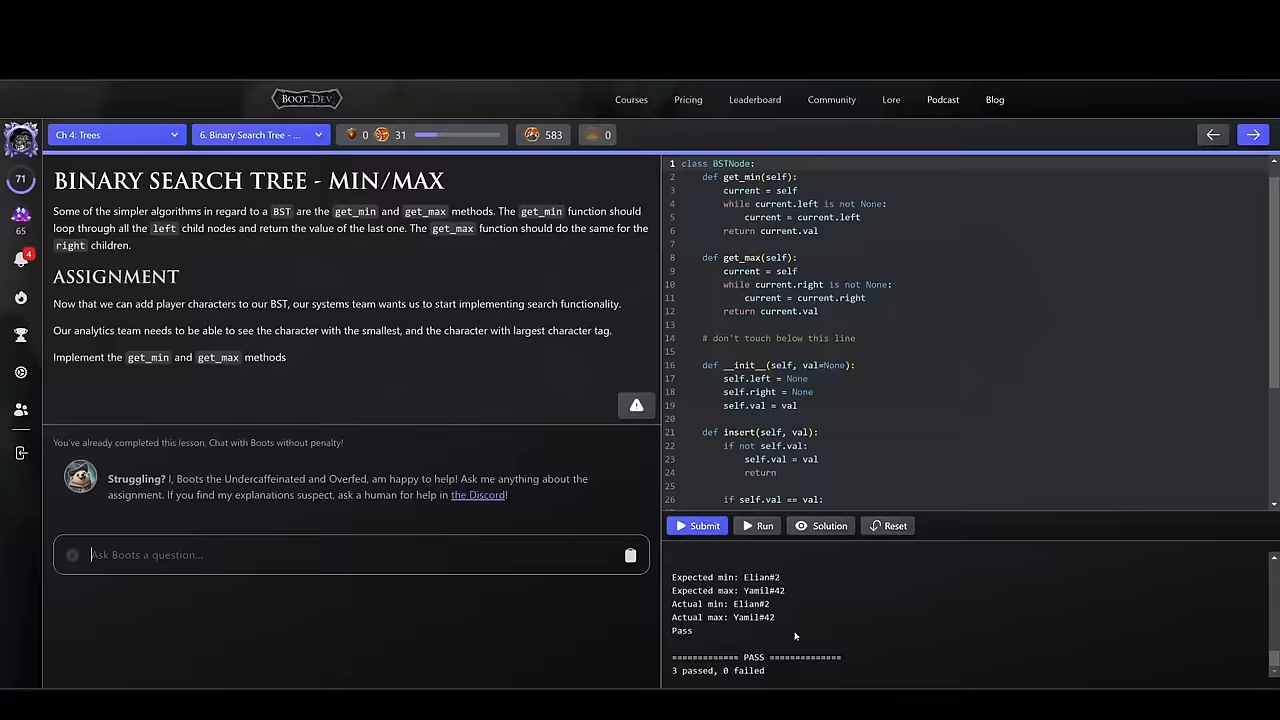 BOOT.DEV
Courses
Pricing
Leaderboard
Community
Lore
Podcast
Blog
Ch 4: Trees
6. Binary Search Tree - ...
0
31
583
0
71
65
4
BINARY SEARCH TREE - MIN/MAX
Some of the simpler algorithms in regard to a BST are the get_min and get_max methods. The get_min function should
loop through all the left child nodes and return the value of the last one. The get_max function should do the same for the
right children.
ASSIGNMENT
Now that we can add player characters to our BST, our systems team wants us to start implementing search functionality.
Our analytics team needs to be able to see the character with the smallest, and the character with largest character tag.
Implement the get_min and get_max methods
You've already completed this lesson. Chat with Boots without penalty!
Struggling? I, Boots the Undercaffeinated and Overfed, am happy to help! Ask me anything about the
assignment. If you find my explanations suspect, ask a human for help in the Discord!
Ask Boots a question...
1 class BSTNode:
2     def get_min(self):
3         current = self
4         while current.left is not None:
5             current = current.left
6         return current.val
7
8     def get_max(self):
9         current = self
10         while current.right is not None:
11             current = current.right
12         return current.val
13
14     # don't touch below this line
15
16     def __init__(self, val=None):
17         self.left = None
18         self.right = None
19         self.val = val
20
21     def insert(self, val):
22         if not self.val:
23             self.val = val
24             return
25
26         if self.val == val:
Submit
Run
Solution
Reset
Expected min: Elian#2
Expected max: Yamil#42
Actual min: Elian#2
Actual max: Yamil#42
Pass
============= PASS ==============
3 passed, 0 failed